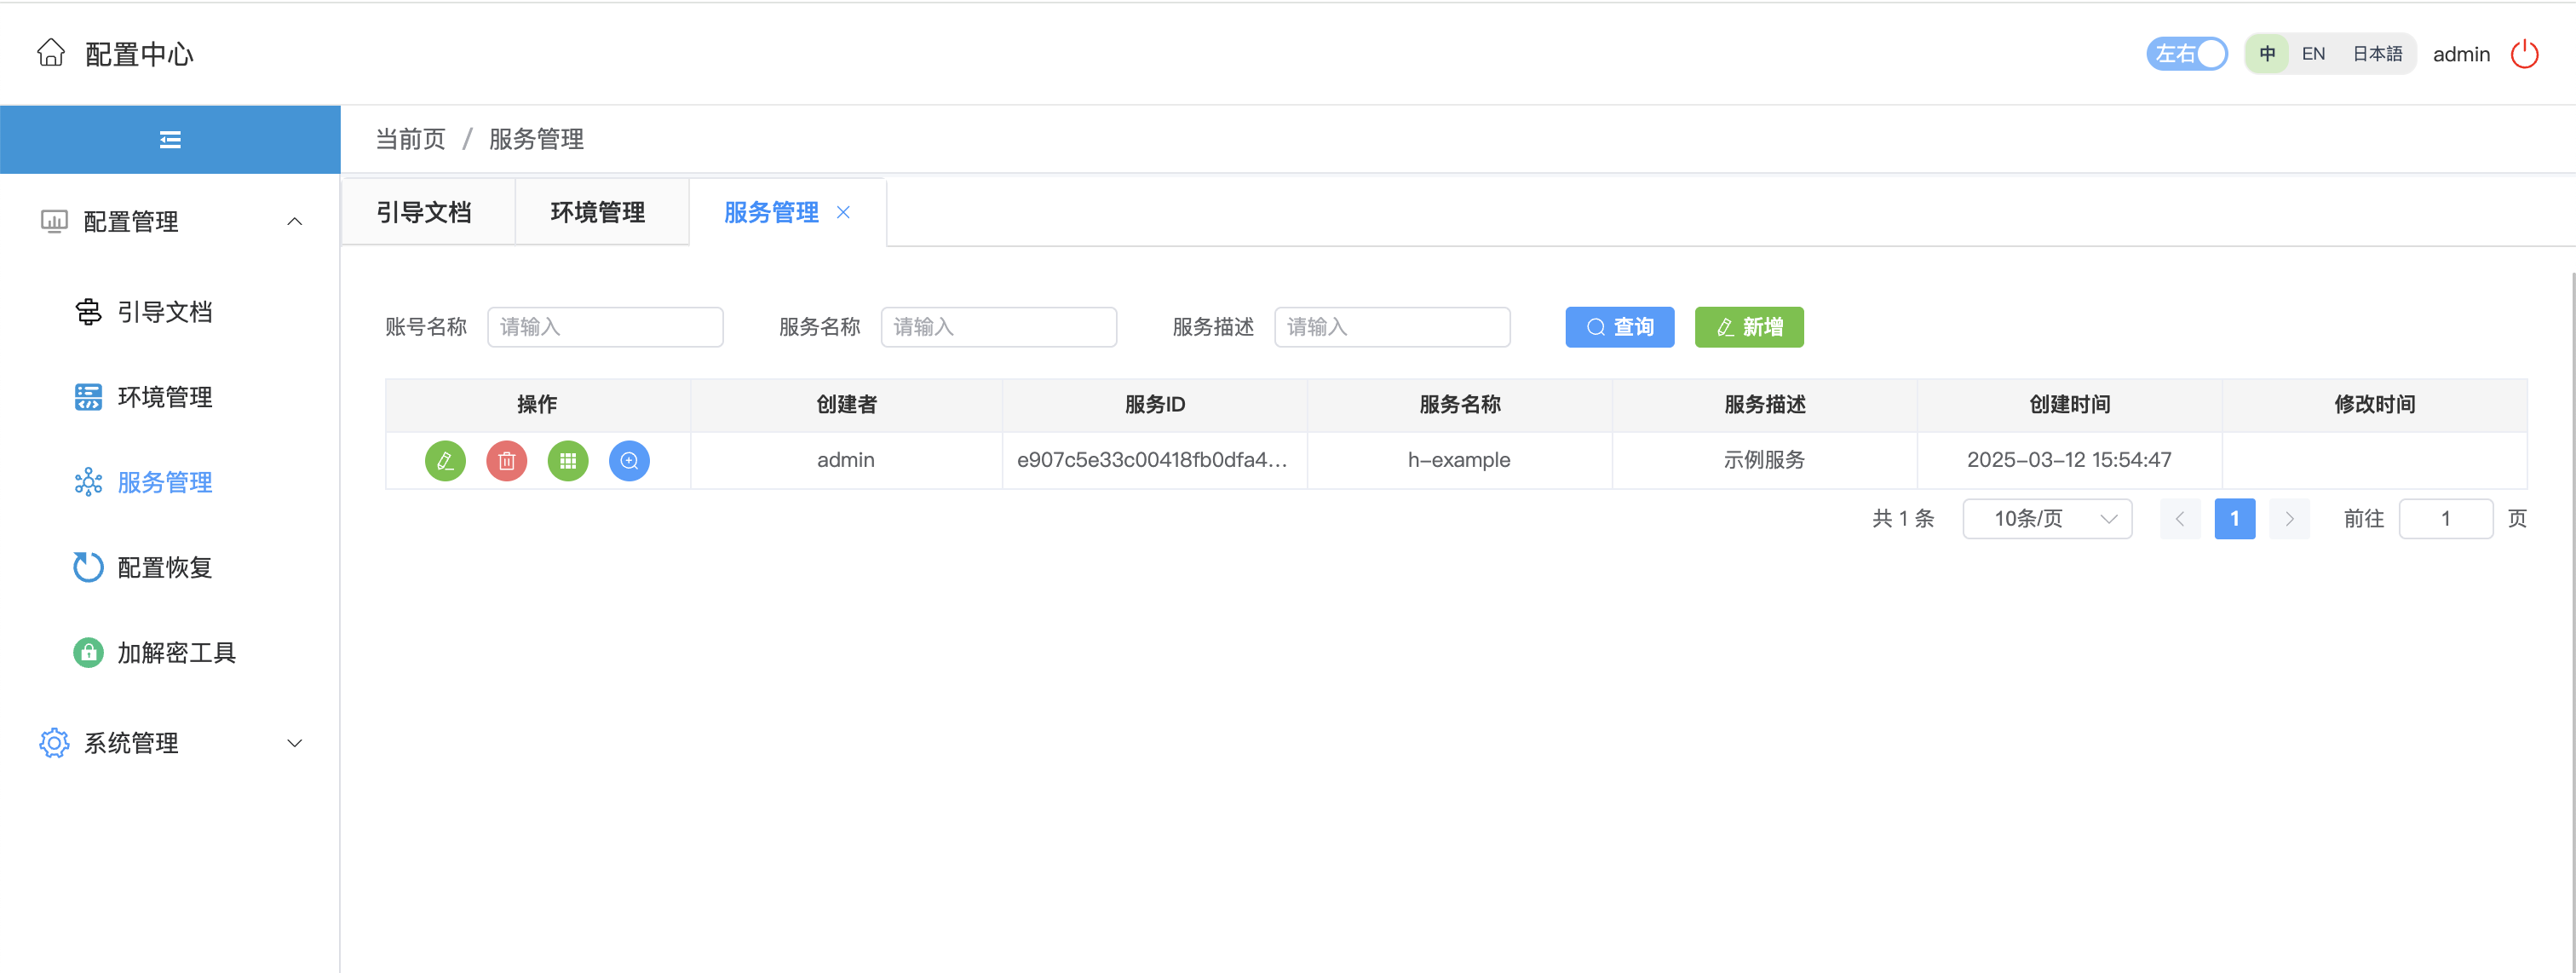 配置中心
左右 中 EN 日本語 admin
当前页 / 服务管理
配置管理
引导文档
环境管理
服务管理
配置恢复
加解密工具
系统管理
引导文档 环境管理 服务管理
账号名称 请输入 服务名称 请输入 服务描述 请输入 查询 新增
操作 创建者 服务ID 服务名称 服务描述 创建时间 修改时间
admin e907c5e33c00418fb0dfa4... h-example 示例服务 2025-03-12 15:54:47
共 1 条 10条/页 1 前往 1 页